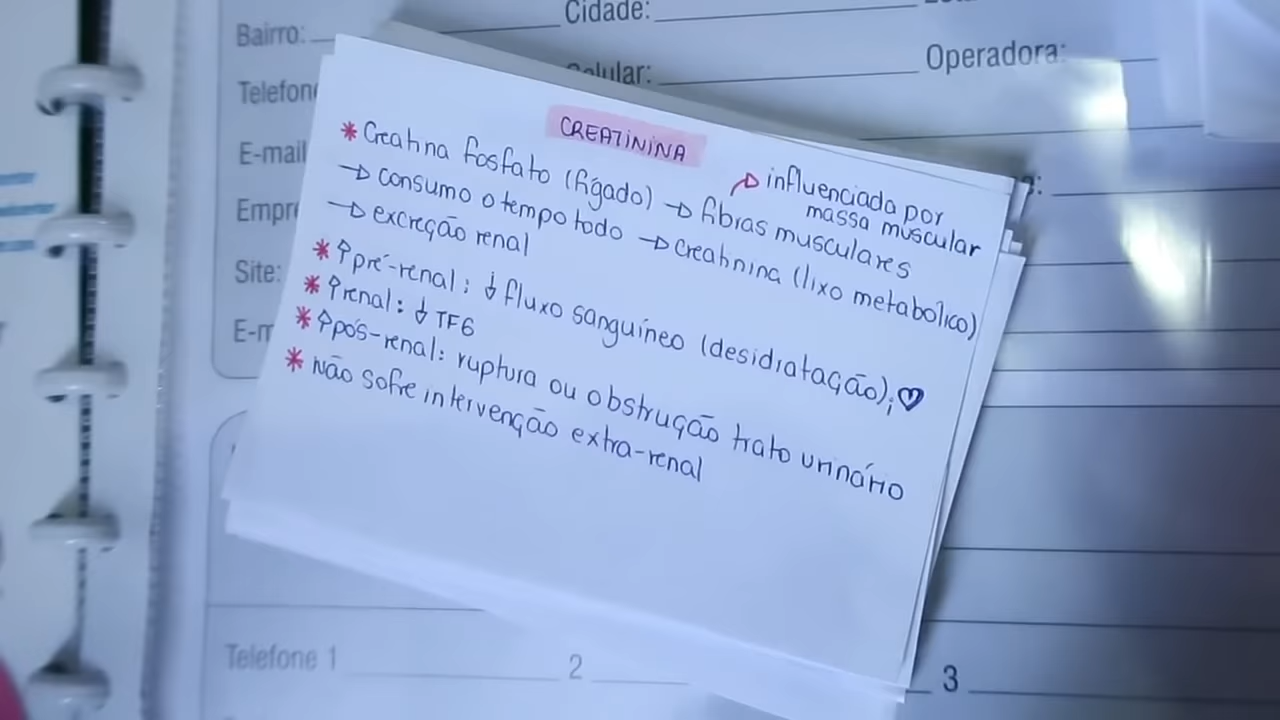 Cidade:
Bairro:
Celular:
Operadora:
Telefon
E-mail
Empre
Site:
E-m
CREATININA
* Creatina fosfato (fígado) → fibras musculares
↱ influenciada por
massa muscular
→ consumo o tempo todo → creatinina (lixo metabólico)
→ excreção renal
* ↑pré-renal: ↓ fluxo sanguíneo (desidratação); ♥
* ↑renal: ↓ TFG
* ↑pós-renal: ruptura ou obstrução trato urinário
* Não sofre intervenção extra-renal
Telefone 1 2 3